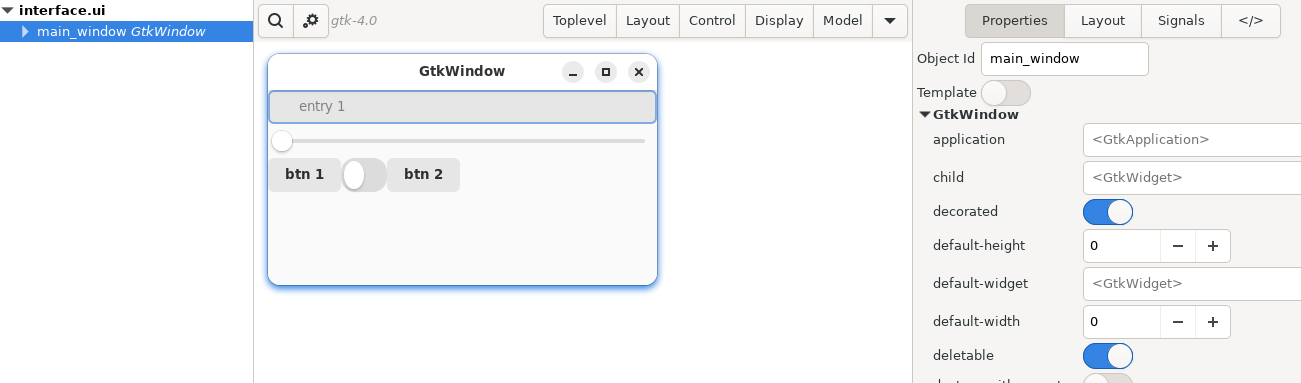 interface.ui
main_window GtkWindow
gtk-4.0
Toplevel Layout Control Display Model
GtkWindow
entry 1
btn 1 btn 2
Properties Layout Signals </>
Object Id main_window
Template
GtkWindow
application <GtkApplication>
child <GtkWidget>
decorated
default-height 0 − +
default-widget <GtkWidget>
default-width 0 − +
deletable